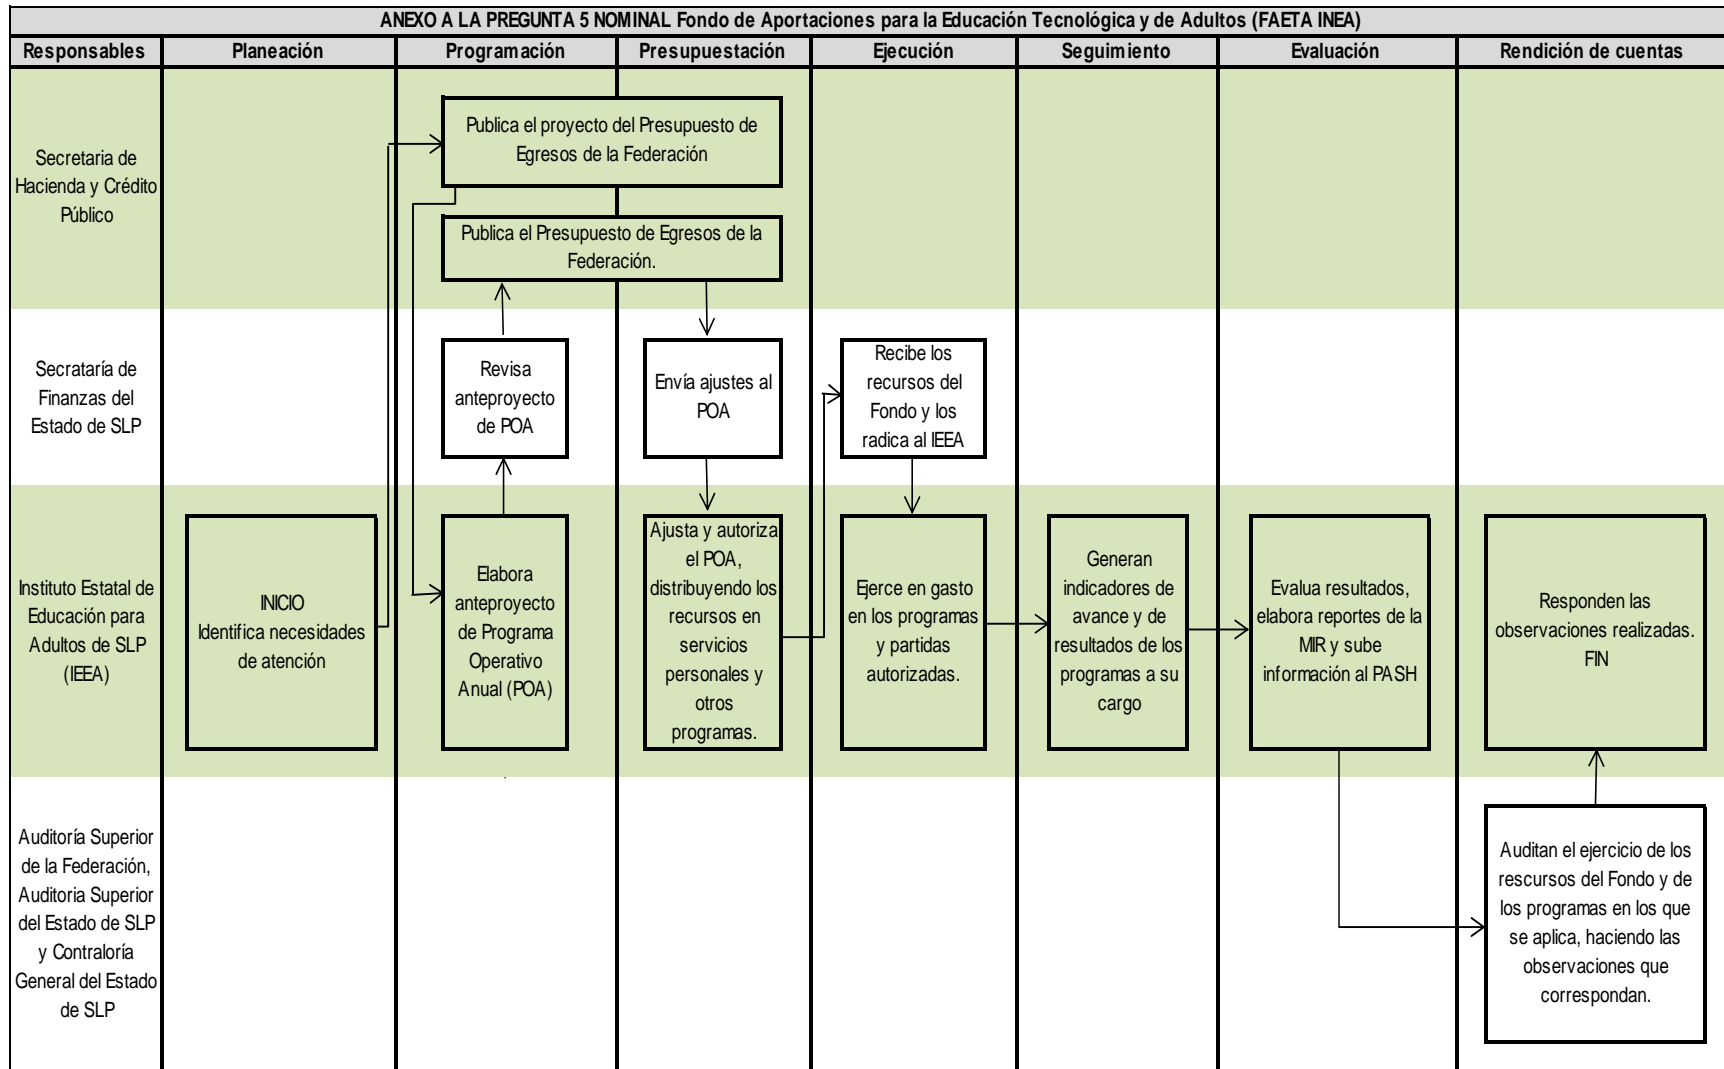 ANEXO A LA PREGUNTA 5 NOMINAL Fondo de Aportaciones para la Educación Tecnológica y de Adultos (FAETA INEA)
Responsables
Planeación
Programación
Presupuestación
Ejecución
Seguimiento
Evaluación
Rendición de cuentas
Secretaria de
Hacienda y Crédito
Público
Publica el proyecto del Presupuesto de
Egresos de la Federación
Publica el Presupuesto de Egresos de la
Federación.
Secrataría de
Finanzas del
Estado de SLP
Revisa
anteproyecto
de POA
Envía ajustes al
POA
Recibe los
recursos del
Fondo y los
radica al IEEA
Instituto Estatal de
Educación para
Adultos de SLP
(IEEA)
INICIO
Identifica necesidades
de atención
Elabora
anteproyecto
de Programa
Operativo
Anual (POA)
Ajusta y autoriza
el POA,
distribuyendo los
recursos en
servicios
personales y
otros
programas.
Ejerce en gasto
en los programas
y partidas
autorizadas.
Generan
indicadores de
avance y de
resultados de los
programas a su
cargo
Evalua resultados,
elabora reportes de la
MIR y sube
información al PASH
Responden las
observaciones realizadas.
FIN
Auditoría Superior
de la Federación,
Auditoria Superior
del Estado de SLP
y Contraloría
General del Estado
de SLP
Auditan el ejercicio de los
rescursos del Fondo y de
los programas en los que
se aplica, haciendo las
observaciones que
correspondan.